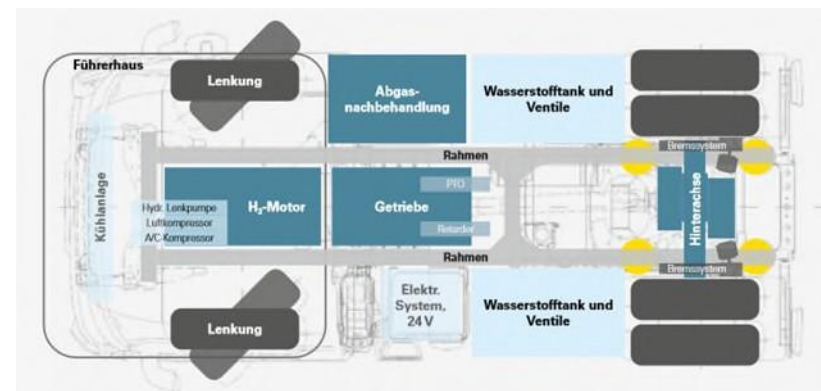 Führerhaus
Lenkung
Abgas-
nachbehandlung
Wasserstofftank und
Ventile
Bremssystem
Rahmen
Kühlanlage
Hydr. Lenkpumpe
Luftkompressor
A/C-Kompressor
H₂-Motor
Getriebe
PTO
Retarder
Hinterachse
Rahmen
Bremssystem
Lenkung
Elektr.
System,
24 V
Wasserstofftank und
Ventile